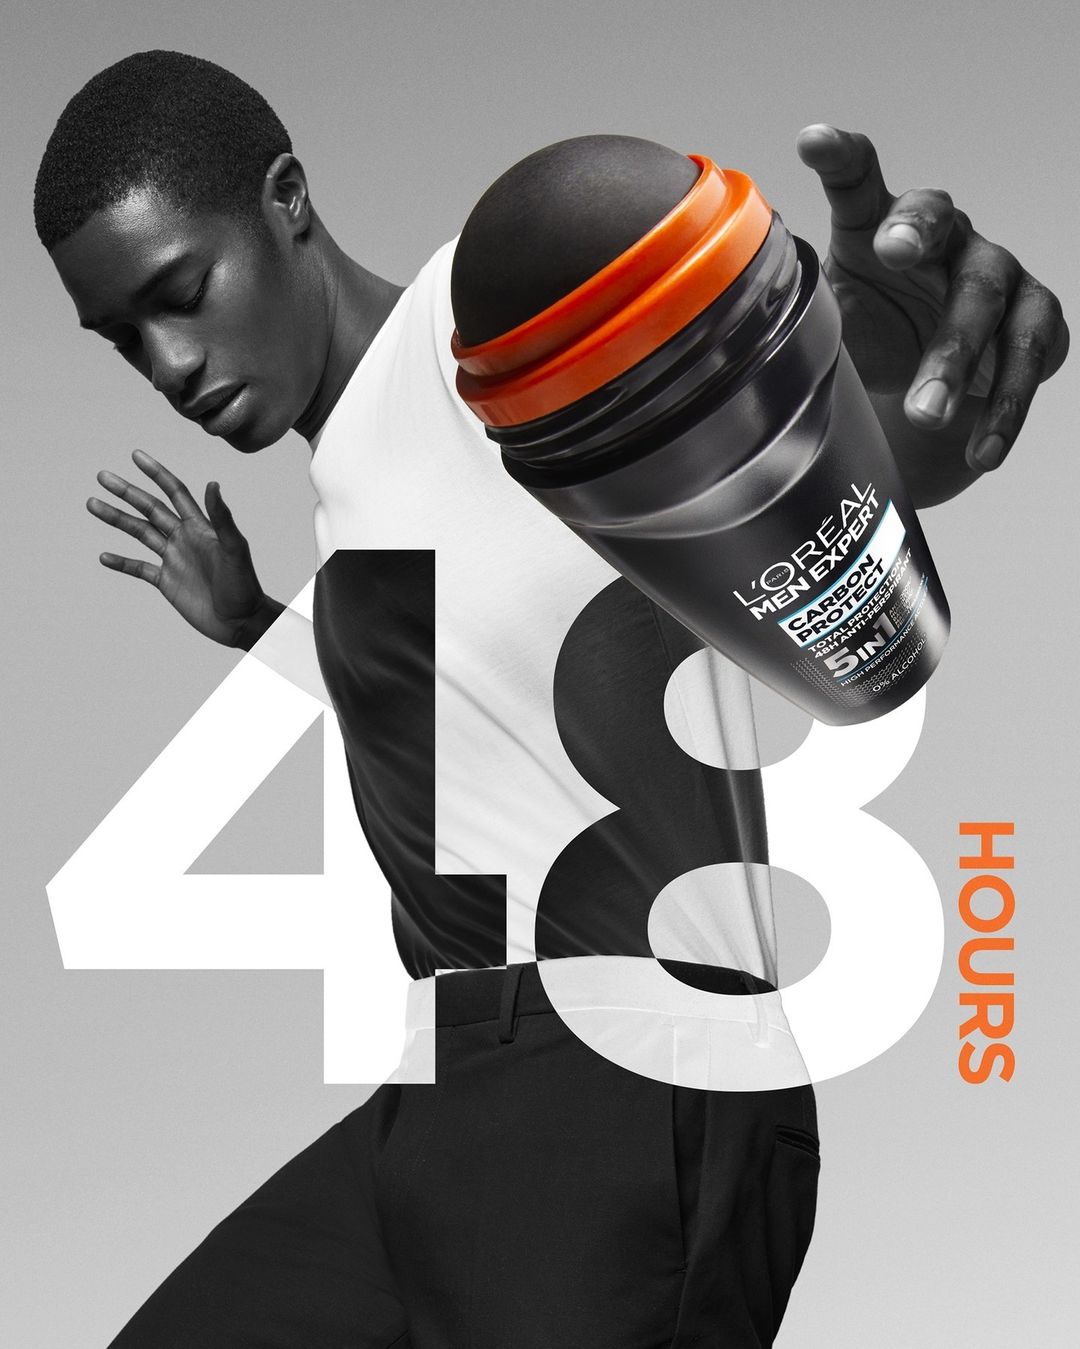 L'ORÉAL
PARIS
MEN EXPERT
CARBON
PROTECT
TOTAL PROTECTION
48H ANTI-PERSPIRANT
5IN1
HIGH PERFORMANCE
0% ALCOHOL
48
HOURS